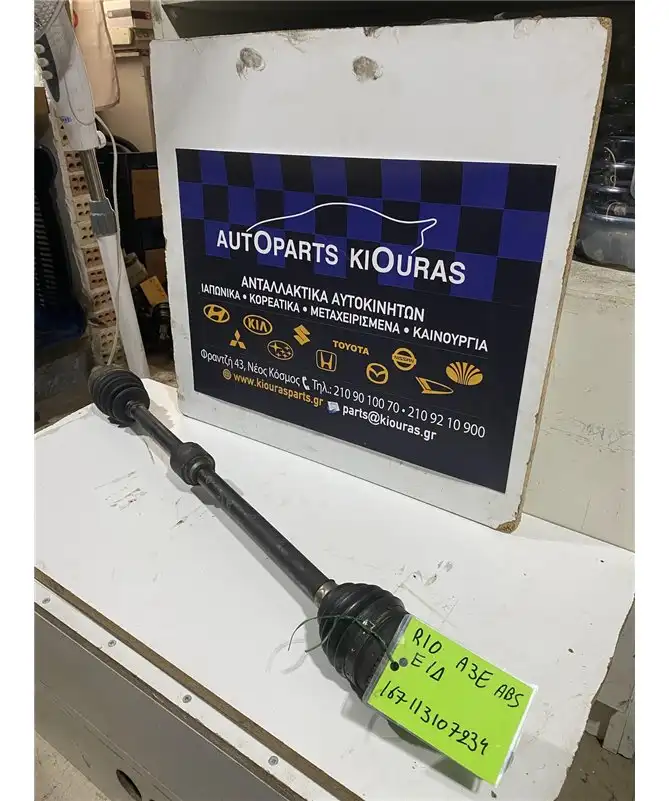 AUTOPARTS KIOURAS
ΑΝΤΑΛΛΑΚΤΙΚΑ ΑΥΤΟΚΙΝΗΤΩΝ
ΙΑΠΩΝΙΚΑ • ΚΟΡΕΑΤΙΚΑ • ΜΕΤΑΧΕΙΡΙΣΜΕΝΑ • ΚΑΙΝΟΥΡΓΙΑ
KIA
TOYOTA
NISSAN
Φραντζή 43, Νέος Κόσμος Τηλ.: 210 90 100 70 • 210 92 10 900
www.kiourasparts.gr parts@kiouras.gr
RIO A3E ABS
Ε/Δ
167113107234